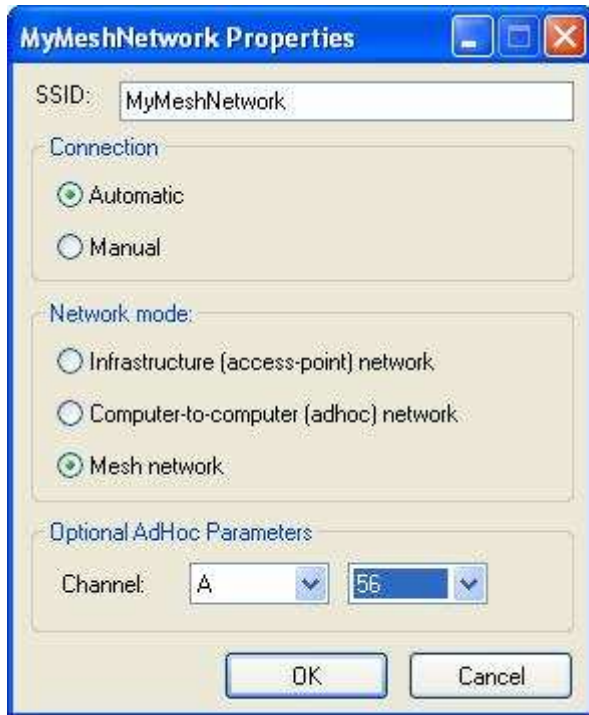 MyMeshNetwork Properties
SSID: MyMeshNetwork
Connection
Automatic
Manual
Network mode:
Infrastructure (access-point) network
Computer-to-computer (adhoc) network
Mesh network
Optional AdHoc Parameters
Channel: A 56
OK Cancel